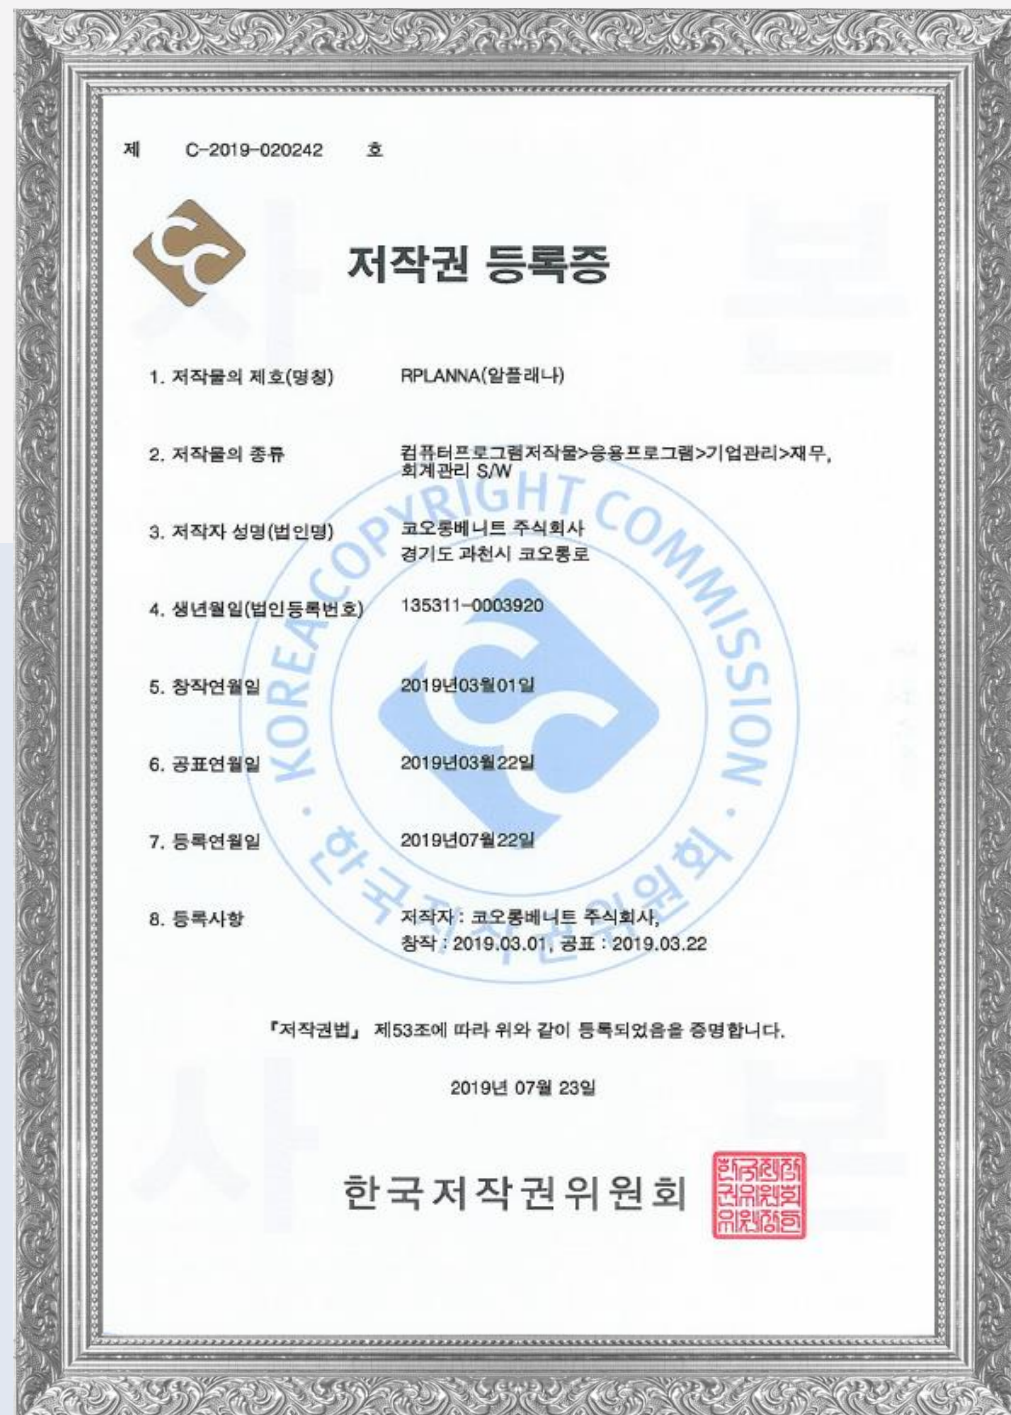 제 C-2019-020242 호
저작권 등록증
1. 저작물의 제호(명칭) RPLANNA(알플래나)
2. 저작물의 종류 컴퓨터프로그램저작물>응용프로그램>기업관리>재무,
회계관리 S/W
3. 저작자 성명(법인명) 코오롱베니트 주식회사
경기도 과천시 코오롱로
4. 생년월일(법인등록번호) 135311-0003920
5. 창작연월일 2019년03월01일
6. 공표연월일 2019년03월22일
7. 등록연월일 2019년07월22일
8. 등록사항 저작자 : 코오롱베니트 주식회사,
창작 : 2019.03.01, 공표 : 2019.03.22
KOREA COPYRIGHT COMMISSION
한국저작권위원회
『저작권법』 제53조에 따라 위와 같이 등록되었음을 증명합니다.
2019년 07월 23일
한국저작권위원회
사 본
사 본